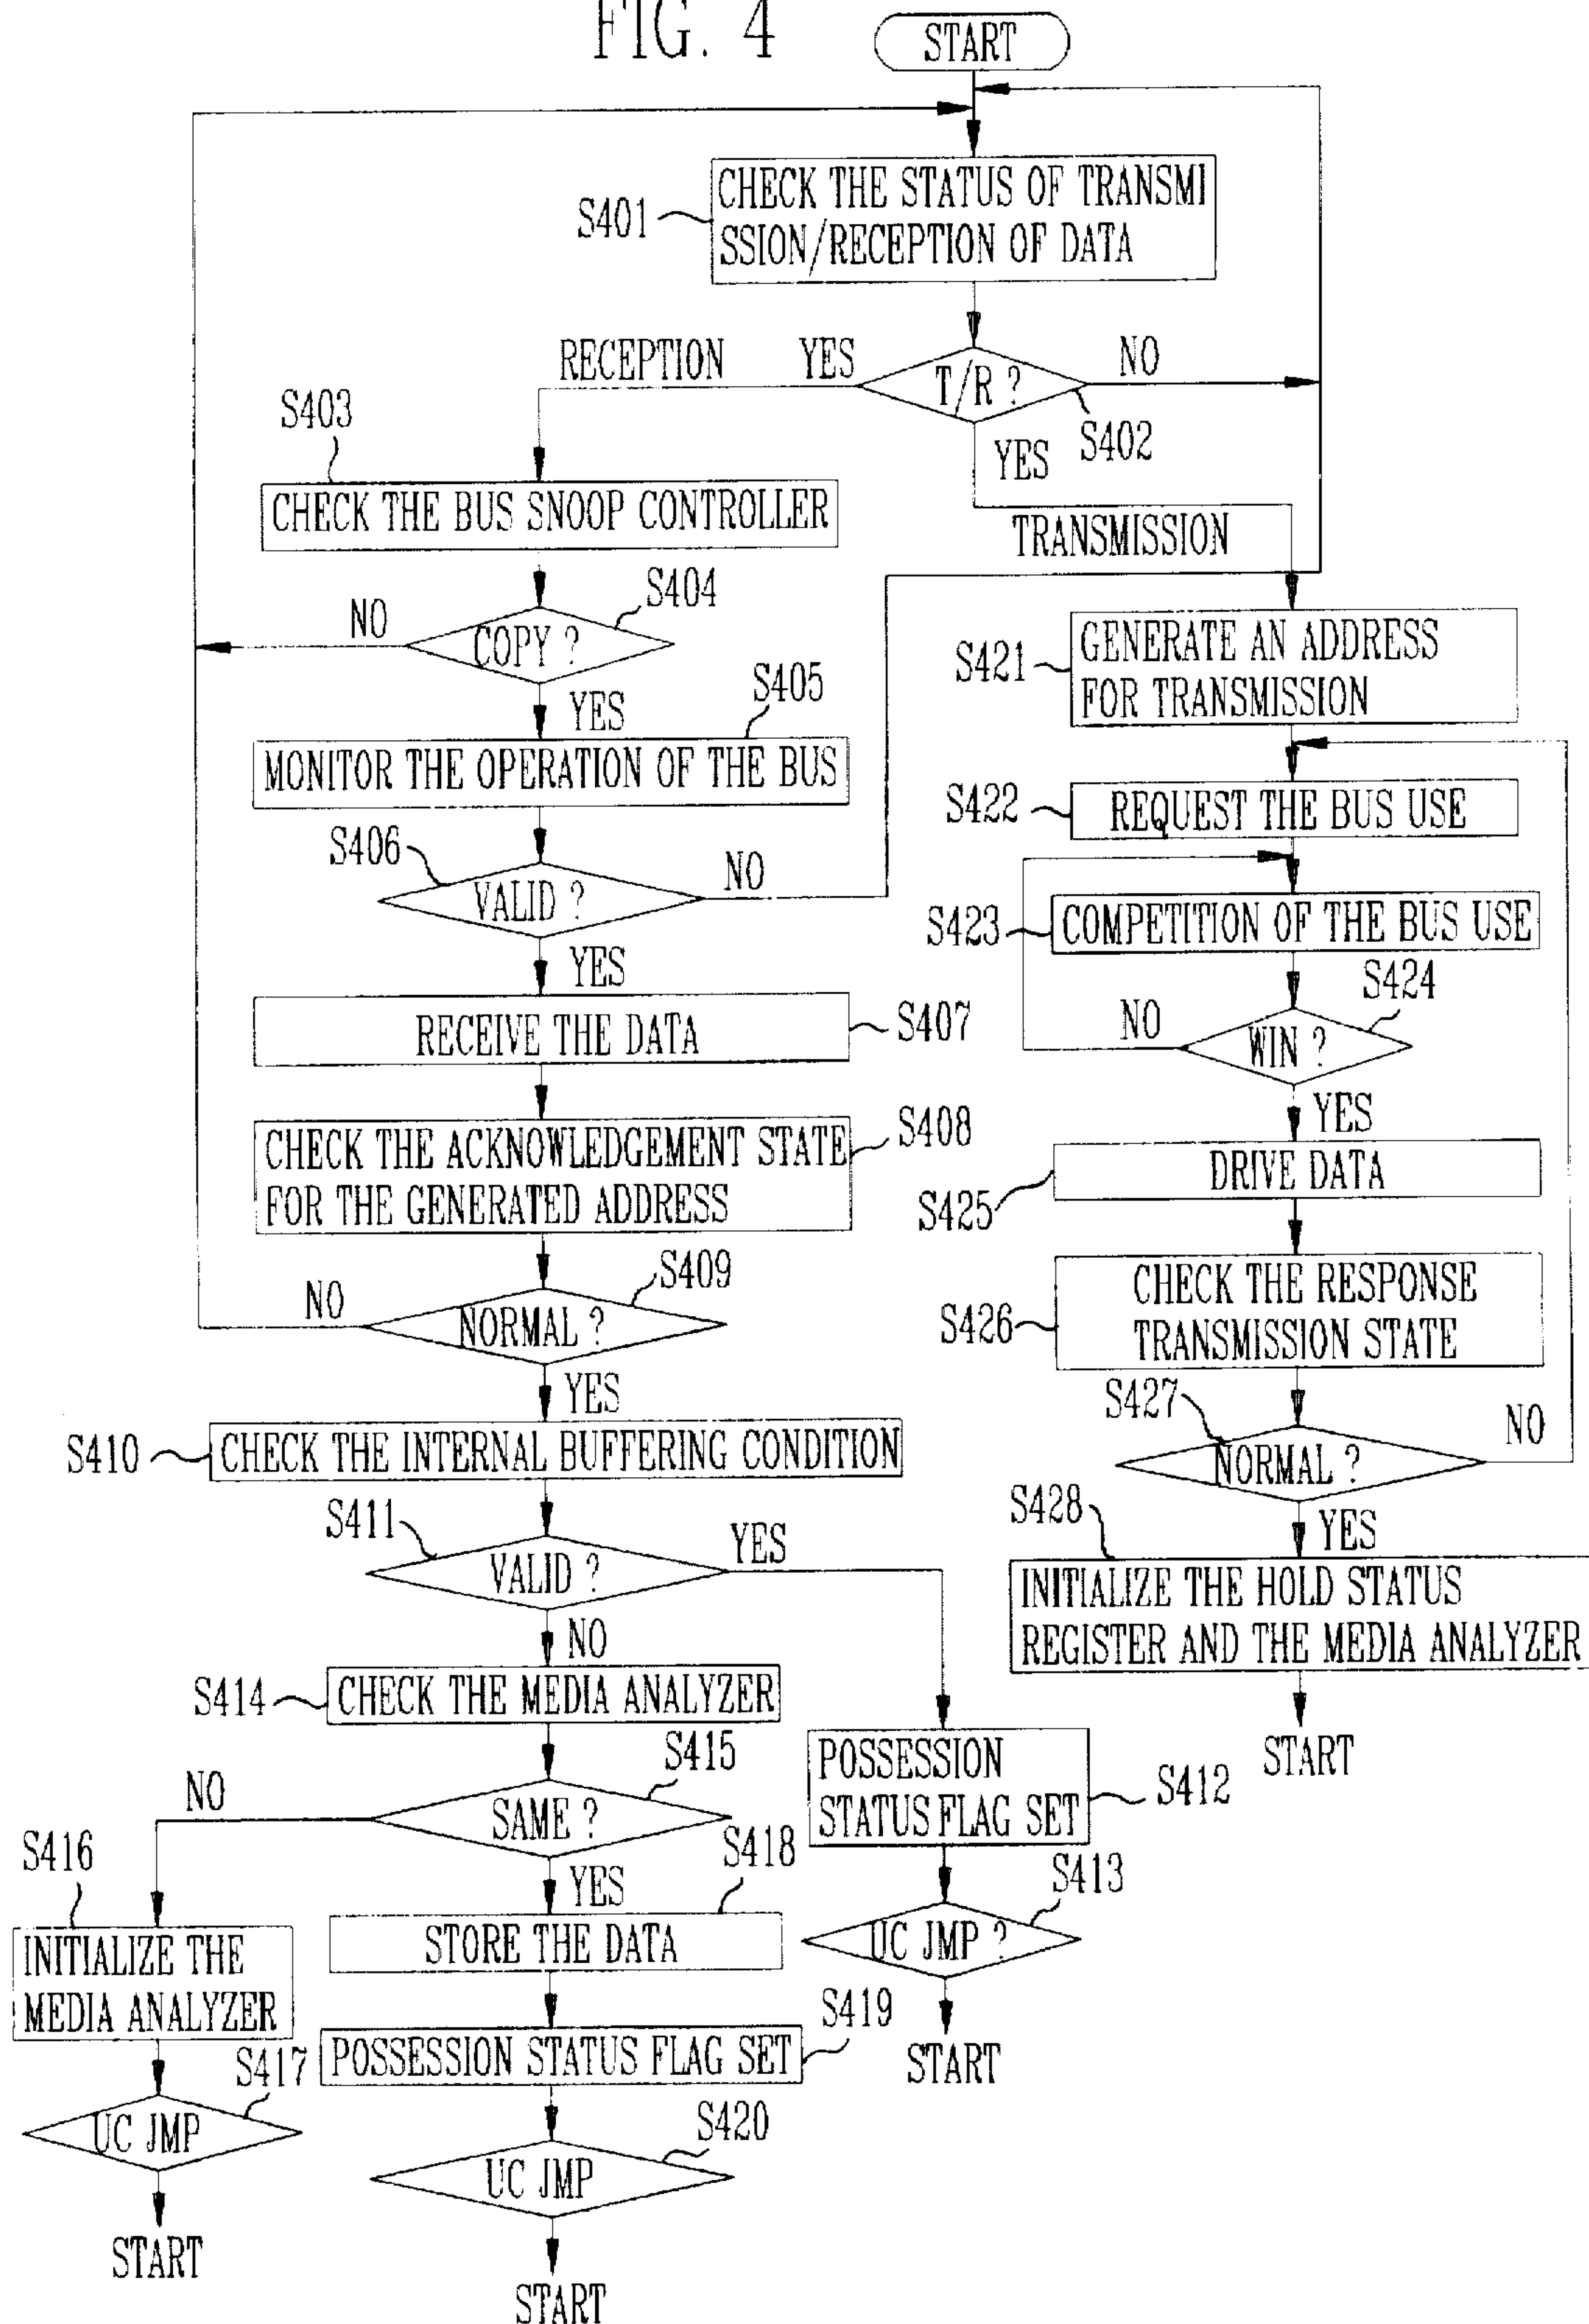 FIG. 4
START
S401
CHECK THE STATUS OF TRANSMI
SSION/RECEPTION OF DATA
RECEPTION
YES
T/R ?
NO
S402
YES
TRANSMISSION
S403
CHECK THE BUS SNOOP CONTROLLER
S404
NO
COPY ?
YES
S405
MONITOR THE OPERATION OF THE BUS
S406
VALID ?
NO
YES
RECEIVE THE DATA
S407
CHECK THE ACKNOWLEDGEMENT STATE
FOR THE GENERATED ADDRESS
S408
S409
NO
NORMAL ?
YES
S410
CHECK THE INTERNAL BUFFERING CONDITION
S411
VALID ?
YES
NO
S414
CHECK THE MEDIA ANALYZER
S415
NO
SAME ?
YES
S416
INITIALIZE THE
MEDIA ANALYZER
S417
UC JMP
START
S418
STORE THE DATA
S419
POSSESSION STATUS FLAG SET
S420
UC JMP
START
POSSESSION
STATUS FLAG SET
S412
S413
UC JMP ?
START
S421
GENERATE AN ADDRESS
FOR TRANSMISSION
S422
REQUEST THE BUS USE
S423
COMPETITION OF THE BUS USE
S424
NO
WIN ?
YES
DRIVE DATA
S425
S426
CHECK THE RESPONSE
TRANSMISSION STATE
S427
NORMAL ?
NO
YES
S428
INITIALIZE THE HOLD STATUS
REGISTER AND THE MEDIA ANALYZER
START